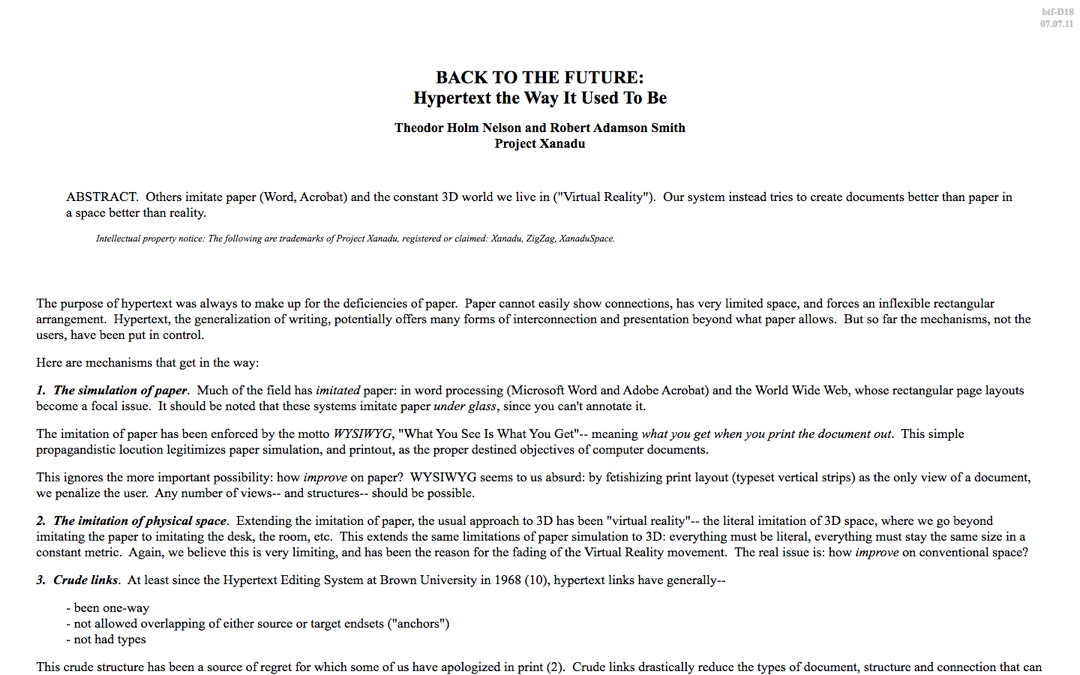 btf-D18
07.07.11
BACK TO THE FUTURE:
Hypertext the Way It Used To Be
Theodor Holm Nelson and Robert Adamson Smith
Project Xanadu
ABSTRACT.  Others imitate paper (Word, Acrobat) and the constant 3D world we live in ("Virtual Reality").  Our system instead tries to create documents better than paper in
a space better than reality.
Intellectual property notice: The following are trademarks of Project Xanadu, registered or claimed: Xanadu, ZigZag, XanaduSpace.
The purpose of hypertext was always to make up for the deficiencies of paper.  Paper cannot easily show connections, has very limited space, and forces an inflexible rectangular
arrangement.  Hypertext, the generalization of writing, potentially offers many forms of interconnection and presentation beyond what paper allows.  But so far the mechanisms, not the
users, have been put in control.
Here are mechanisms that get in the way:
1.  The simulation of paper.  Much of the field has imitated paper: in word processing (Microsoft Word and Adobe Acrobat) and the World Wide Web, whose rectangular page layouts
become a focal issue.  It should be noted that these systems imitate paper under glass, since you can't annotate it.
The imitation of paper has been enforced by the motto WYSIWYG, "What You See Is What You Get"-- meaning what you get when you print the document out.  This simple
propagandistic locution legitimizes paper simulation, and printout, as the proper destined objectives of computer documents.
This ignores the more important possibility: how improve on paper?  WYSIWYG seems to us absurd: by fetishizing print layout (typeset vertical strips) as the only view of a document,
we penalize the user.  Any number of views-- and structures-- should be possible.
2.  The imitation of physical space.  Extending the imitation of paper, the usual approach to 3D has been "virtual reality"-- the literal imitation of 3D space, where we go beyond
imitating the paper to imitating the desk, the room, etc.  This extends the same limitations of paper simulation to 3D: everything must be literal, everything must stay the same size in a
constant metric.  Again, we believe this is very limiting, and has been the reason for the fading of the Virtual Reality movement.  The real issue is: how improve on conventional space?
3.  Crude links.  At least since the Hypertext Editing System at Brown University in 1968 (10), hypertext links have generally--
- been one-way
- not allowed overlapping of either source or target endsets ("anchors")
- not had types
This crude structure has been a source of regret for which some of us have apologized in print (2).  Crude links drastically reduce the types of document, structure and connection that can